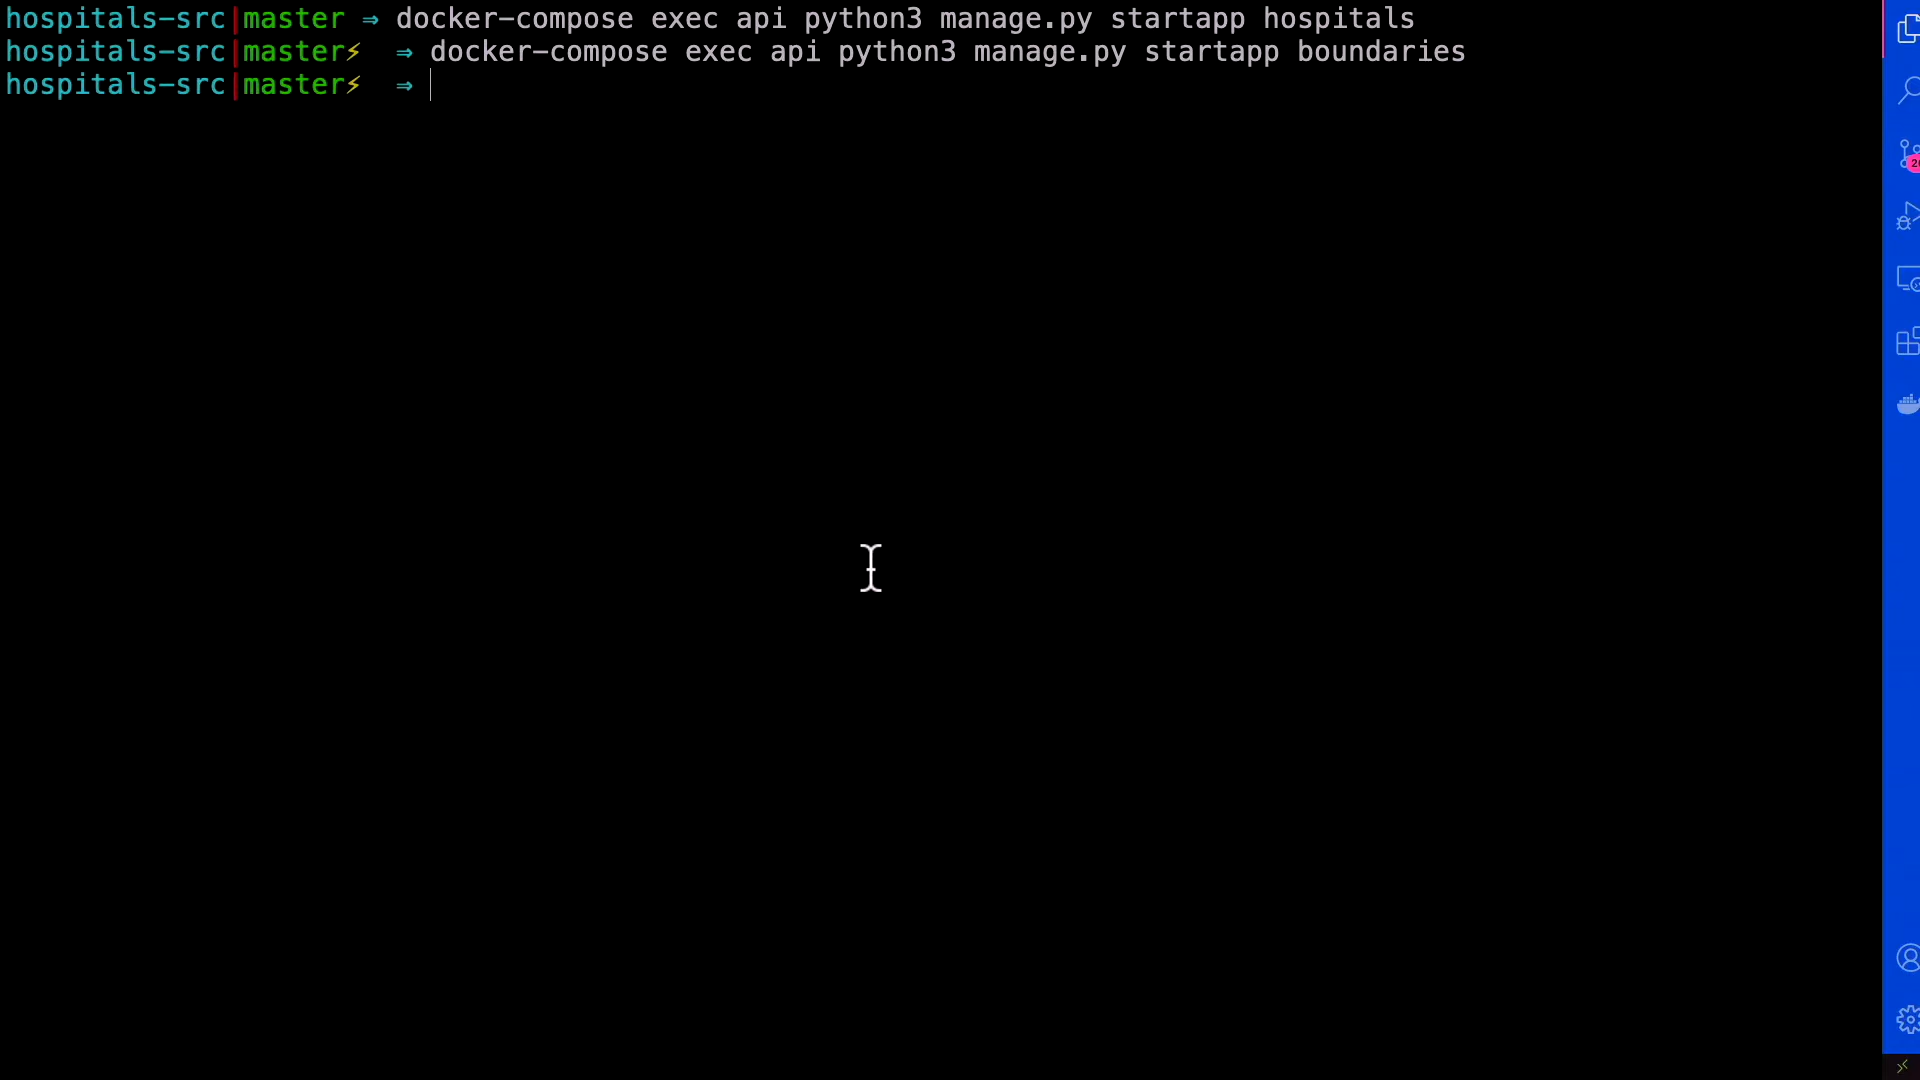 hospitals-src|master ⇒ docker-compose exec api python3 manage.py startapp hospitals
hospitals-src|master⚡ ⇒ docker-compose exec api python3 manage.py startapp boundaries
hospitals-src|master⚡ ⇒